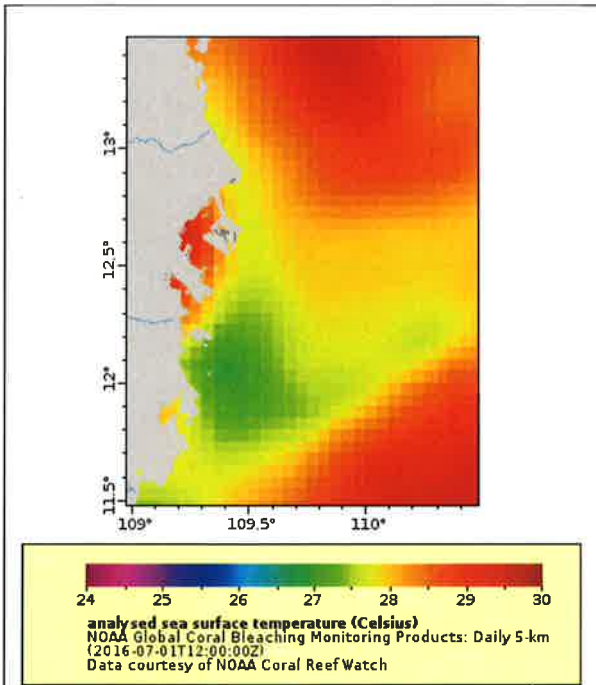 13°
12.5°
12°
11.5°
109° 109.5° 110°
24 25 26 27 28 29 30
analysed sea surface temperature (Celsius)
NOAA Global Coral Bleaching Monitoring Products: Daily 5-km
(2016-07-01T12:00:00Z)
Data courtesy of NOAA Coral Reef Watch